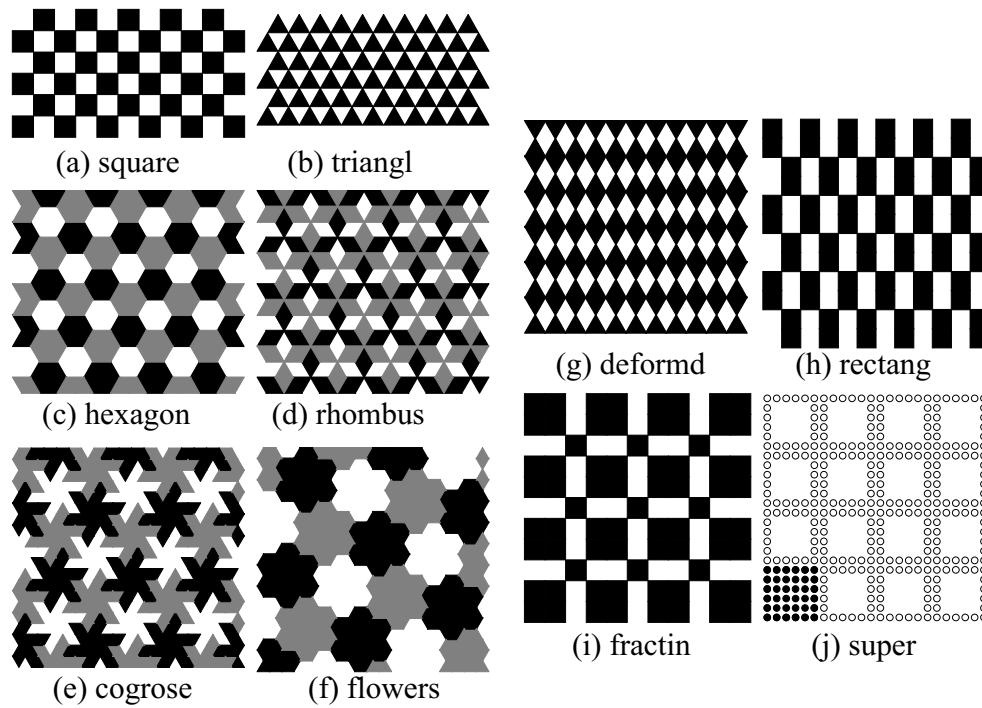 (a) square
(b) triangl
(c) hexagon
(d) rhombus
(e) cogrose
(f) flowers
(g) deformd
(h) rectang
(i) fractin
(j) super